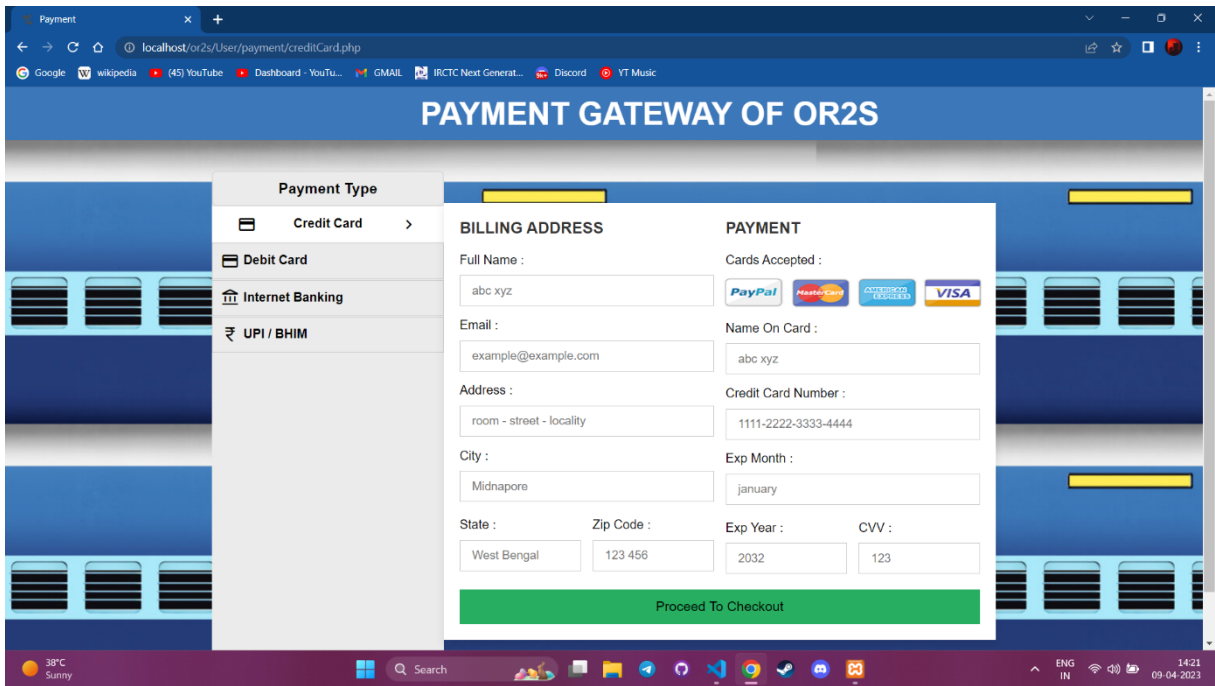 Payment
localhost/or2s/User/payment/creditCard.php
Google wikipedia (45) YouTube Dashboard - YouTu... GMAIL IRCTC Next Generat... Discord YT Music
PAYMENT GATEWAY OF OR2S
Payment Type
Credit Card
Debit Card
Internet Banking
₹ UPI / BHIM
BILLING ADDRESS
Full Name :
abc xyz
Email :
example@example.com
Address :
room - street - locality
City :
Midnapore
State : Zip Code :
West Bengal 123 456
PAYMENT
Cards Accepted :
PayPal MasterCard AMERICAN EXPRESS VISA
Name On Card :
abc xyz
Credit Card Number :
1111-2222-3333-4444
Exp Month :
january
Exp Year : CVV :
2032 123
Proceed To Checkout
38°C
Sunny
Search
ENG
IN
14:21
09-04-2023